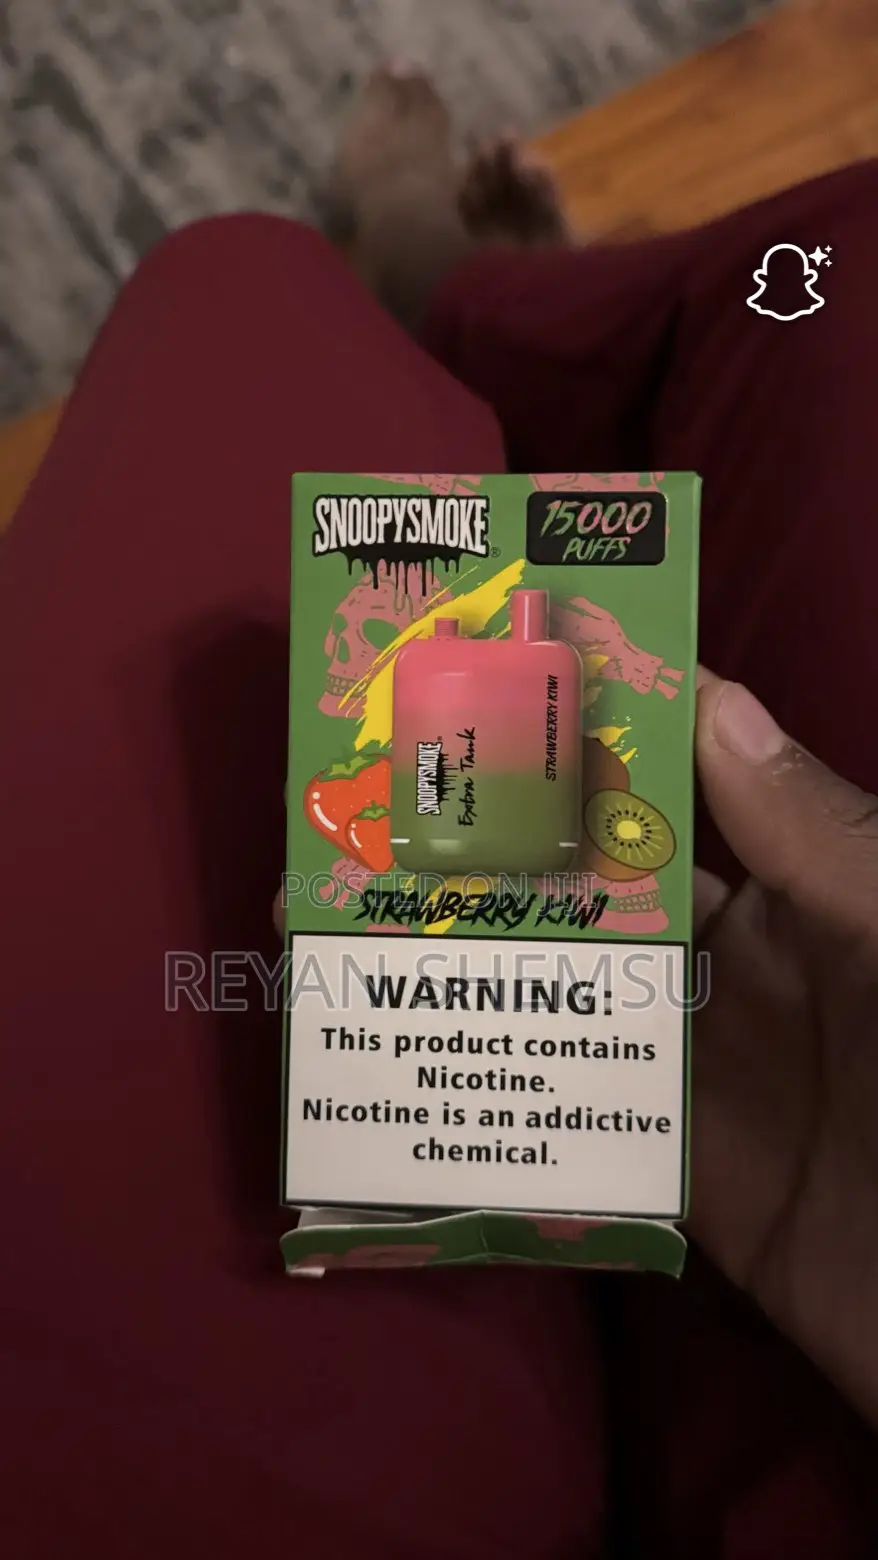 SNOOPYSMOKE®
15000
PUFFS
STRAWBERRY KIWI
SNOOPYSMOKE®
Extra Tank
POSTED ON JIJI
STRAWBERRY KIWI
REYAN SHEMSU
WARNING:
This product contains
Nicotine.
Nicotine is an addictive
chemical.